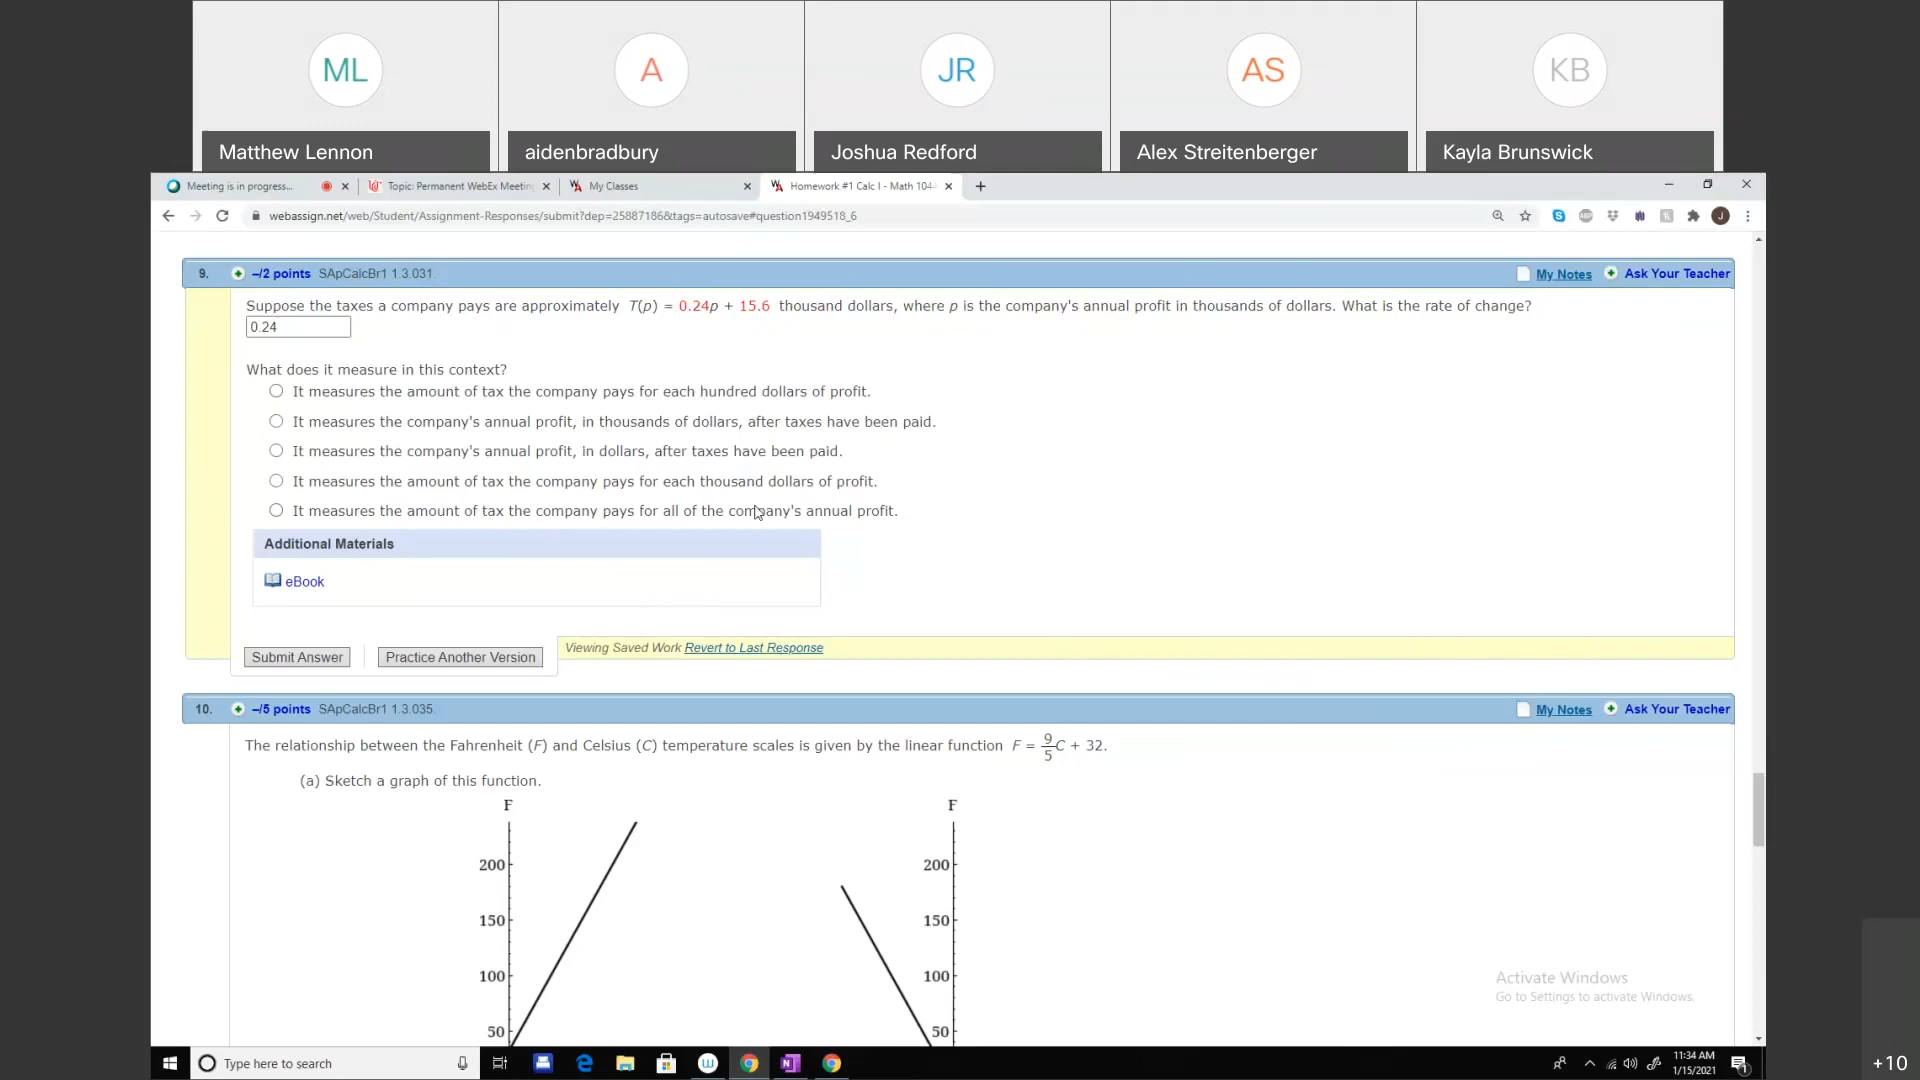 ML
A
JR
AS
KB
Matthew Lennon
aidenbradbury
Joshua Redford
Alex Streitenberger
Kayla Brunswick
Meeting is in progress...
Topic: Permanent WebEx Meeting
My Classes
Homework #1 Calc I - Math 1044
webassign.net/web/Student/Assignment-Responses/submit?dep=25887186&tags=autosave#question1949518_6
J
9. –/2 points SApCalcBr1 1.3.031. My Notes Ask Your Teacher
Suppose the taxes a company pays are approximately T(p) = 0.24p + 15.6 thousand dollars, where p is the company's annual profit in thousands of dollars. What is the rate of change?
0.24
What does it measure in this context?
It measures the amount of tax the company pays for each hundred dollars of profit.
It measures the company's annual profit, in thousands of dollars, after taxes have been paid.
It measures the company's annual profit, in dollars, after taxes have been paid.
It measures the amount of tax the company pays for each thousand dollars of profit.
It measures the amount of tax the company pays for all of the company's annual profit.
Additional Materials
eBook
Submit Answer Practice Another Version Viewing Saved Work Revert to Last Response
10. –/5 points SApCalcBr1 1.3.035. My Notes Ask Your Teacher
The relationship between the Fahrenheit (F) and Celsius (C) temperature scales is given by the linear function F = 9/5 C + 32.
(a) Sketch a graph of this function.
F F
200 200
150 150
100 100
50 50
Activate Windows
Go to Settings to activate Windows.
Type here to search
11:34 AM
1/15/2021
+10